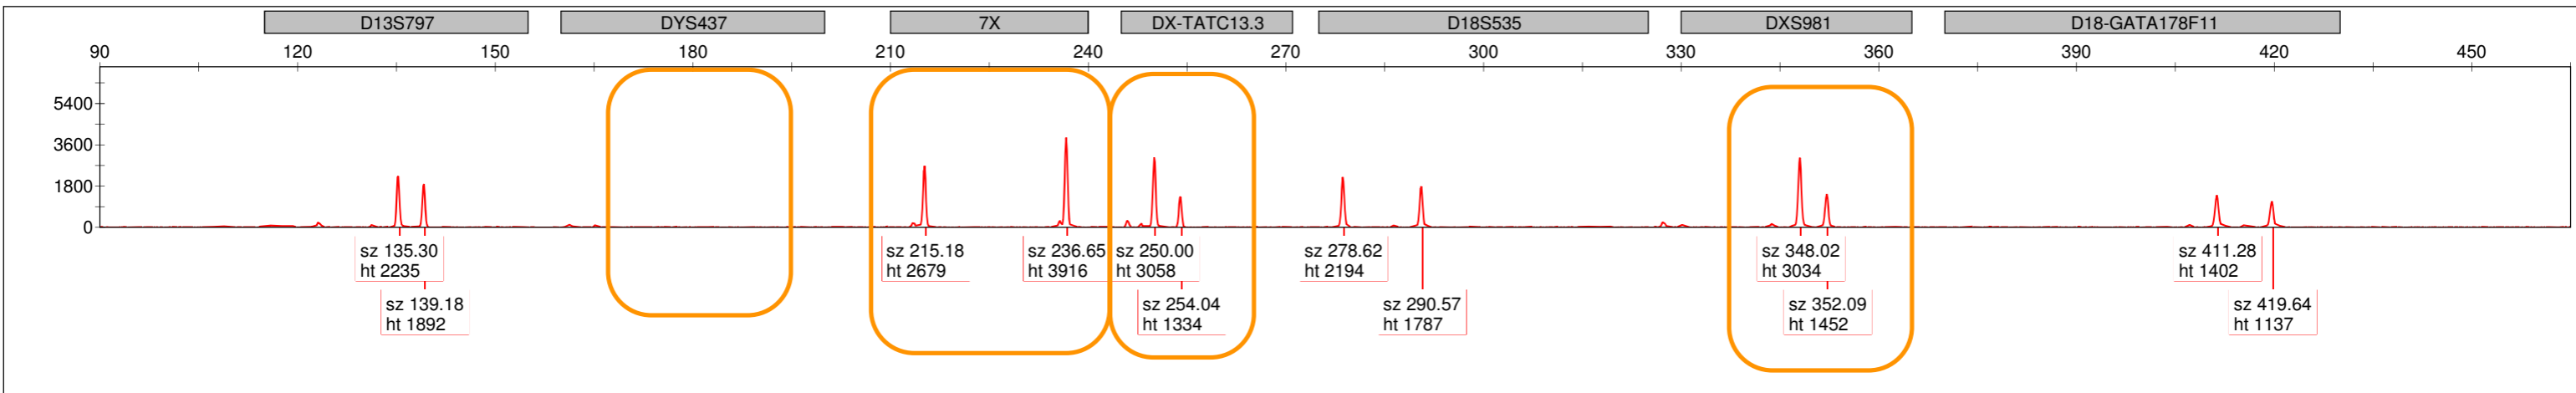 D13S797 DYS437 7X DX-TATC13.3 D18S535 DXS981 D18-GATA178F11
90 120 150 180 210 240 270 300 330 360 390 420 450
5400
3600
1800
0
sz 135.30
ht 2235
sz 139.18
ht 1892
sz 215.18
ht 2679
sz 236.65
ht 3916
sz 250.00
ht 3058
sz 254.04
ht 1334
sz 278.62
ht 2194
sz 290.57
ht 1787
sz 348.02
ht 3034
sz 352.09
ht 1452
sz 411.28
ht 1402
sz 419.64
ht 1137